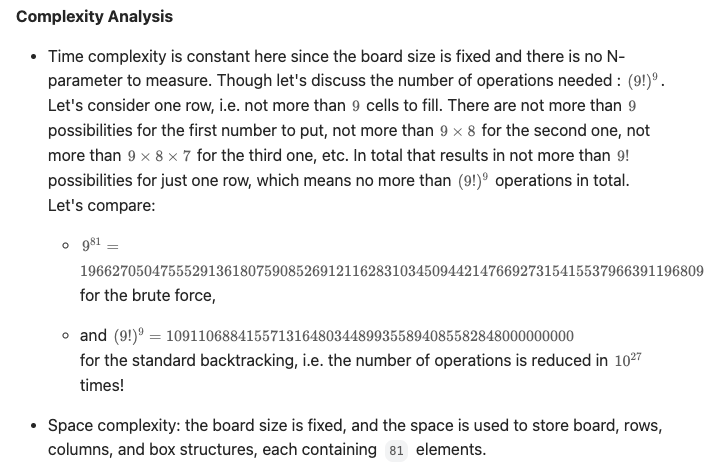 Complexity Analysis
• Time complexity is constant here since the board size is fixed and there is no N-
parameter to measure. Though let's discuss the number of operations needed : (9!)⁹.
Let's consider one row, i.e. not more than 9 cells to fill. There are not more than 9
possibilities for the first number to put, not more than 9 × 8 for the second one, not
more than 9 × 8 × 7 for the third one, etc. In total that results in not more than 9!
possibilities for just one row, which means no more than (9!)⁹ operations in total.
Let's compare:
◦ 9⁸¹ =
196627050475552913618075908526912116283103450944214766927315415537966391196809
for the brute force,
◦ and (9!)⁹ = 109110688415571316480344899355894085582848000000000
for the standard backtracking, i.e. the number of operations is reduced in 10²⁷
times!
• Space complexity: the board size is fixed, and the space is used to store board, rows,
columns, and box structures, each containing 81 elements.